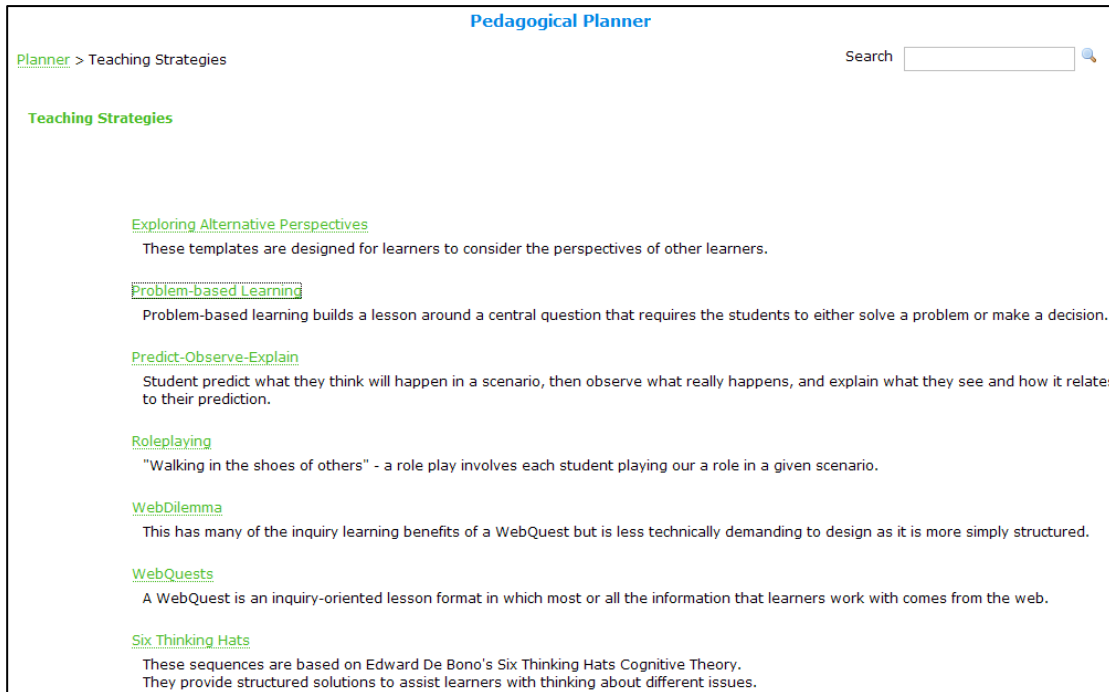 Pedagogical Planner
Planner > Teaching Strategies
Search
Teaching Strategies
Exploring Alternative Perspectives
These templates are designed for learners to consider the perspectives of other learners.
Problem-based Learning
Problem-based learning builds a lesson around a central question that requires the students to either solve a problem or make a decision.
Predict-Observe-Explain
Student predict what they think will happen in a scenario, then observe what really happens, and explain what they see and how it relates
to their prediction.
Roleplaying
"Walking in the shoes of others" - a role play involves each student playing our a role in a given scenario.
WebDilemma
This has many of the inquiry learning benefits of a WebQuest but is less technically demanding to design as it is more simply structured.
WebQuests
A WebQuest is an inquiry-oriented lesson format in which most or all the information that learners work with comes from the web.
Six Thinking Hats
These sequences are based on Edward De Bono's Six Thinking Hats Cognitive Theory.
They provide structured solutions to assist learners with thinking about different issues.